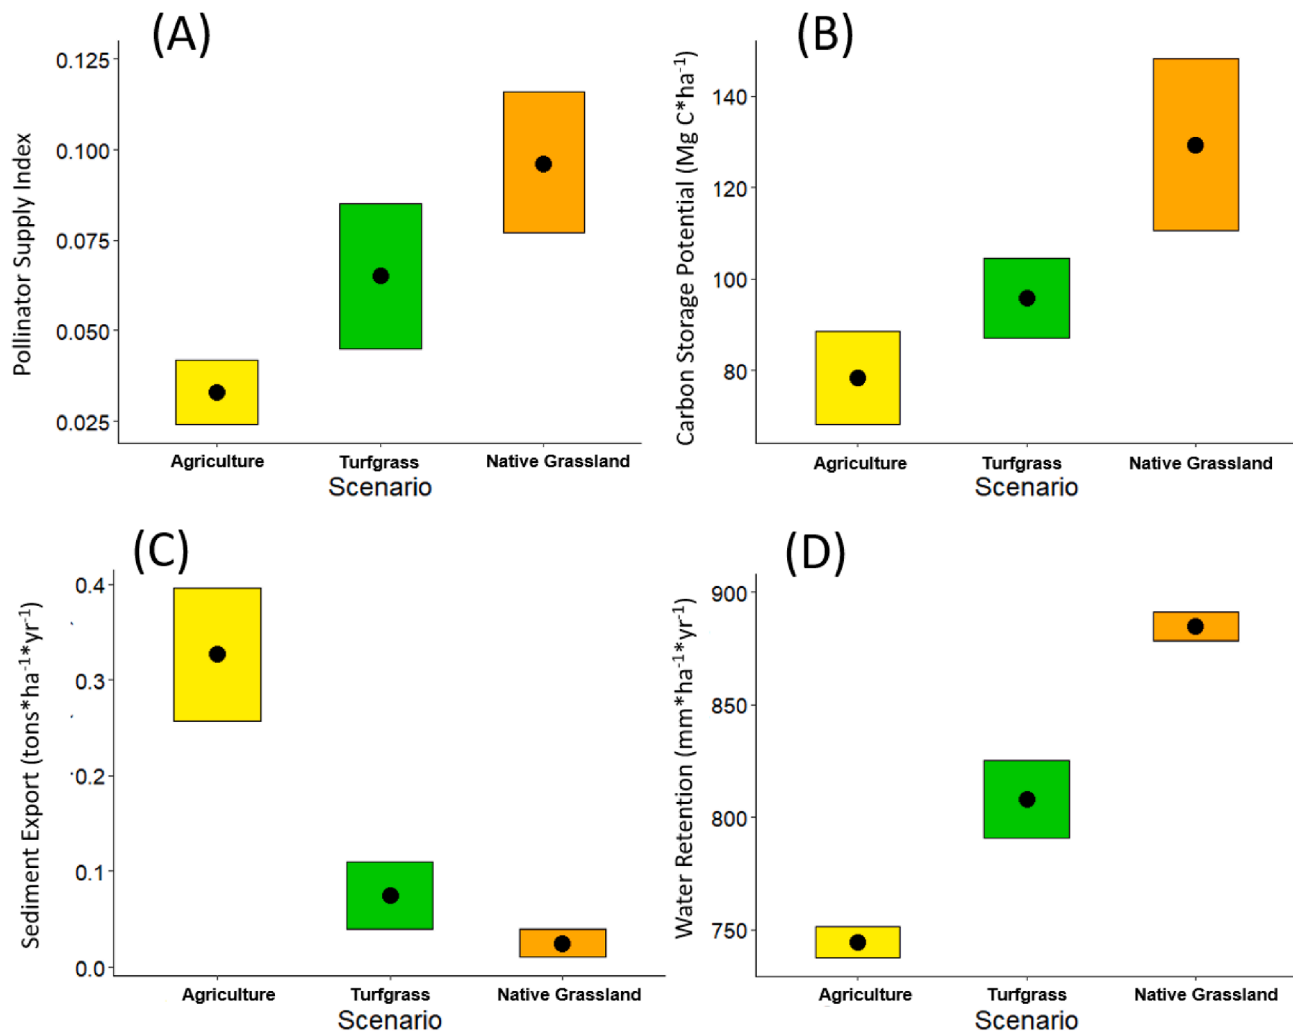 (A)
Pollinator Supply Index
0.125
0.100
0.075
0.050
0.025
Agriculture Turfgrass Native Grassland
Scenario
(B)
Carbon Storage Potential (Mg C*ha⁻¹)
140
120
100
80
Agriculture Turfgrass Native Grassland
Scenario
(C)
Sediment Export (tons*ha⁻¹*yr⁻¹)
0.4
0.3
0.2
0.1
0.0
Agriculture Turfgrass Native Grassland
Scenario
(D)
Water Retention (mm*ha⁻¹*yr⁻¹)
900
850
800
750
Agriculture Turfgrass Native Grassland
Scenario